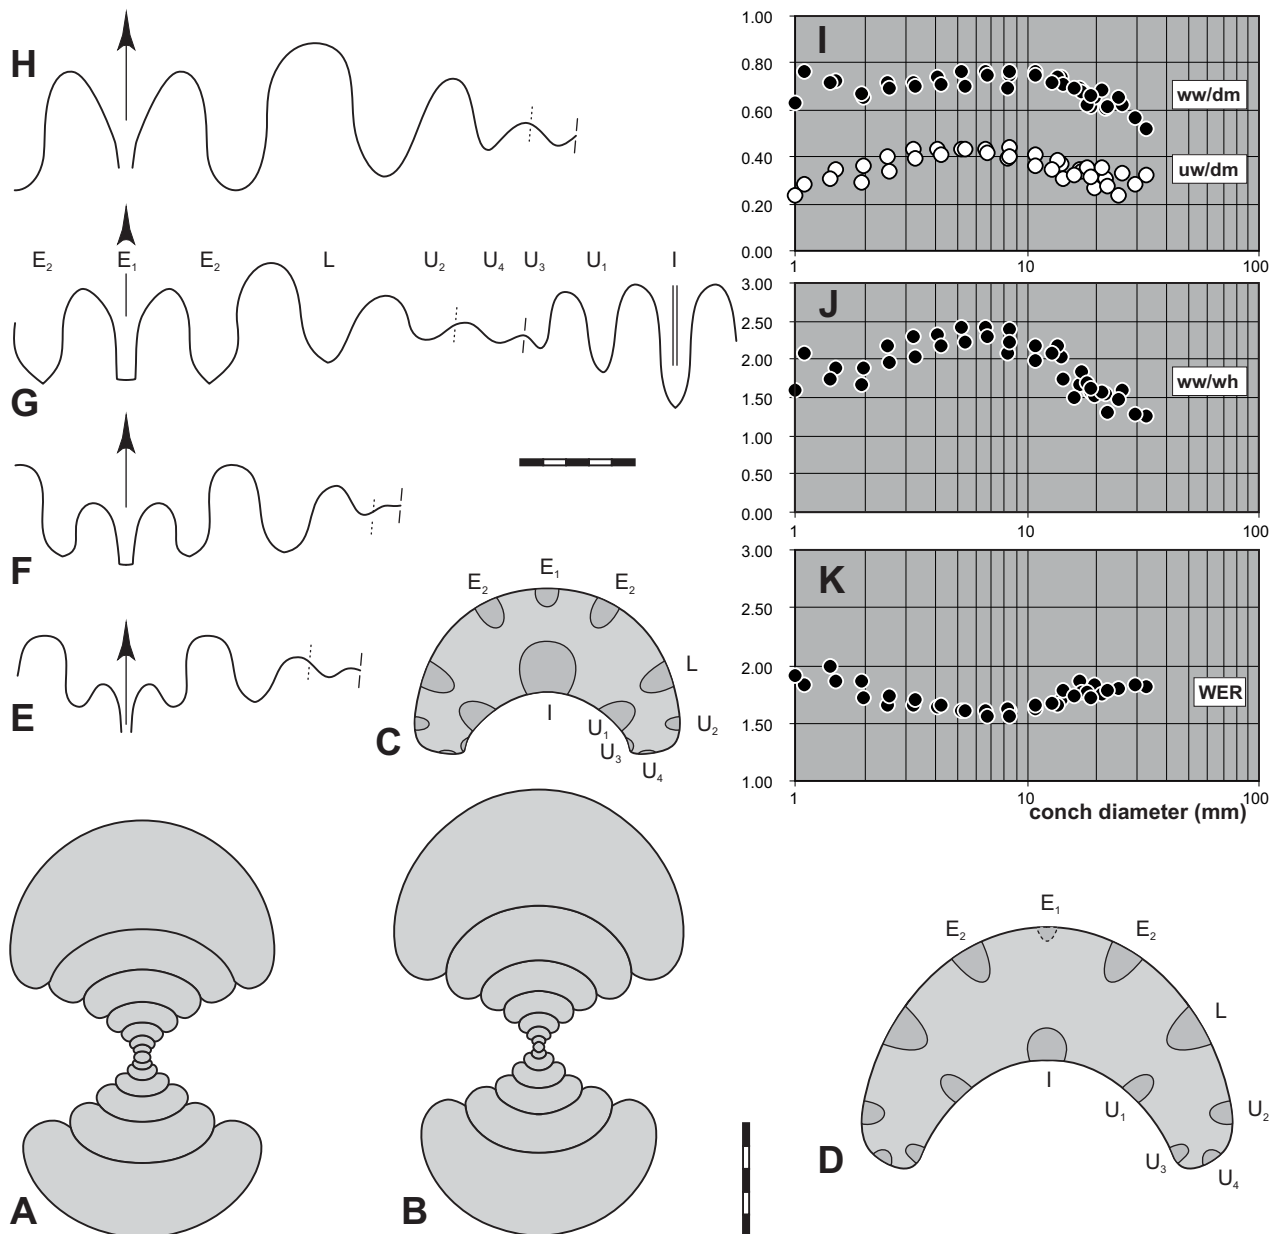 H
G
E₂ E₁ E₂ L U₂ U₄ U₃ U₁ I
F
E
C
E₂ E₁ E₂
L
U₂
I
U₁
U₃
U₄
A
B
I
1.00
0.80
0.60
0.40
0.20
0.00
ww/dm
uw/dm
1 10 100
J
3.00
2.50
2.00
1.50
1.00
0.50
0.00
ww/wh
1 10 100
K
3.00
2.50
2.00
1.50
1.00
WER
1 10 100
conch diameter (mm)
D
E₂ E₁ E₂
L
I
U₁
U₂
U₃
U₄